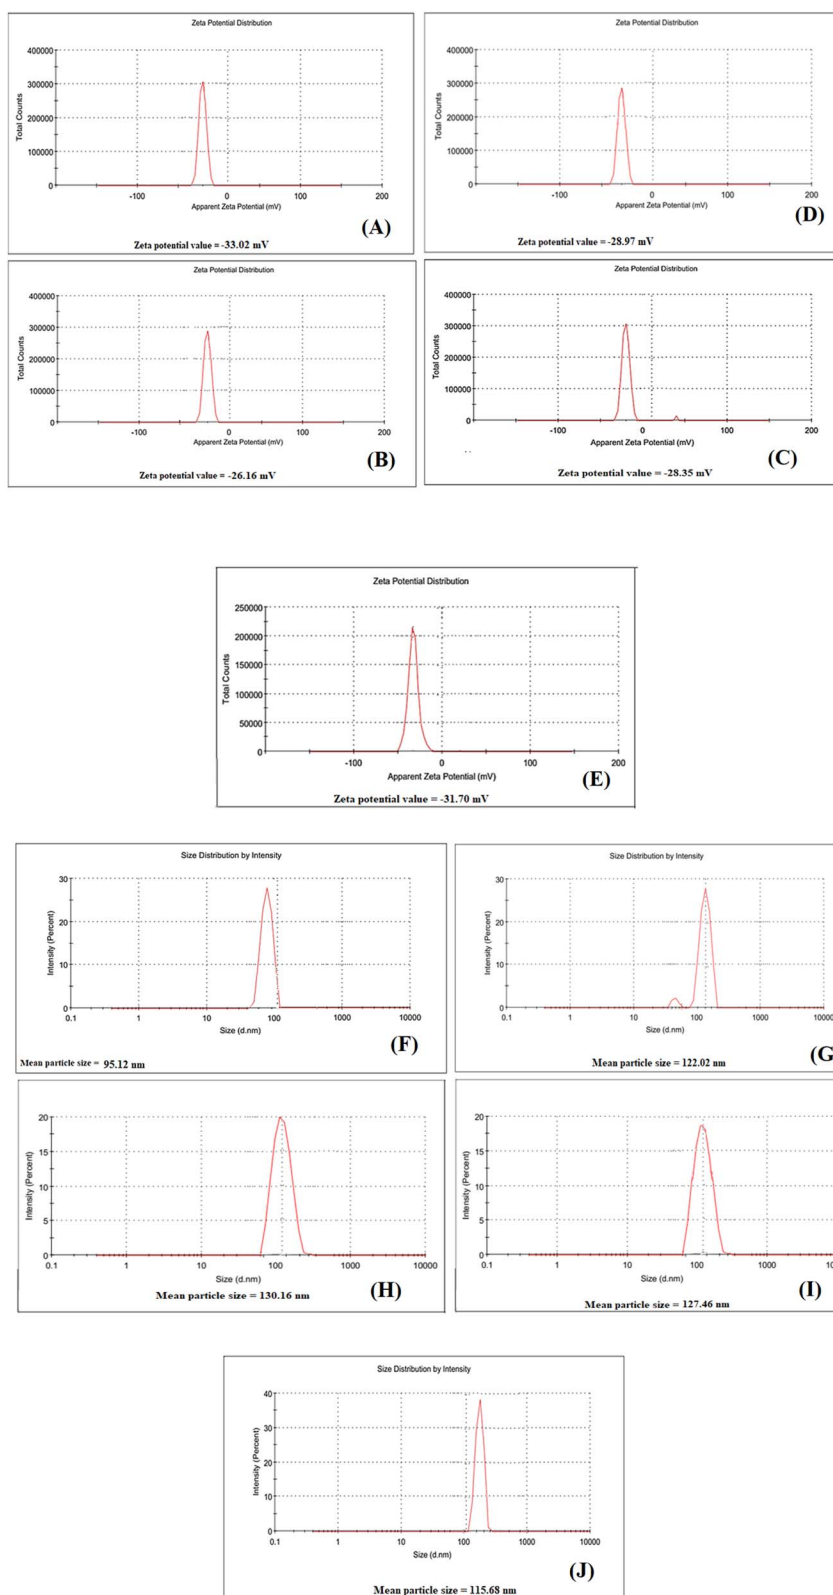 Zeta Potential Distribution
400000
300000
200000
100000
0
Total Counts
-100 0 100 200
Apparent Zeta Potential (mV)
(A)
Zeta potential value = -33.02 mV
Zeta Potential Distribution
400000
300000
200000
100000
0
Total Counts
-100 0 100 200
Apparent Zeta Potential (mV)
(D)
Zeta potential value = -28.97 mV
Zeta Potential Distribution
400000
300000
200000
100000
0
Total Counts
-100 0 100 200
Apparent Zeta Potential (mV)
(B)
Zeta potential value = -26.16 mV
Zeta Potential Distribution
400000
300000
200000
100000
0
Total Counts
-100 0 100 200
Apparent Zeta Potential (mV)
(C)
Zeta potential value = -28.35 mV
Zeta Potential Distribution
250000
200000
150000
100000
50000
0
Total Counts
-100 0 100 200
Apparent Zeta Potential (mV)
(E)
Zeta potential value = -31.70 mV
Size Distribution by Intensity
30
20
10
0
Intensity (Percent)
0.1 1 10 100 1000 10000
Size (d.nm)
(F)
Mean particle size = 95.12 nm
Size Distribution by Intensity
30
20
10
0
Intensity (Percent)
0.1 1 10 100 1000 10000
Size (d.nm)
(G)
Mean particle size = 122.02 nm
20
15
10
5
0
Intensity (Percent)
0.1 1 10 100 1000 10000
Size (d.nm)
(H)
Mean particle size = 130.16 nm
20
15
10
5
0
Intensity (Percent)
0.1 1 10 100 1000
Size (d.nm)
(I)
Mean particle size = 127.46 nm
Size Distribution by Intensity
40
30
20
10
0
Intensity (Percent)
0.1 1 10 100 1000 10000
Size (d.nm)
(J)
Mean particle size = 115.68 nm